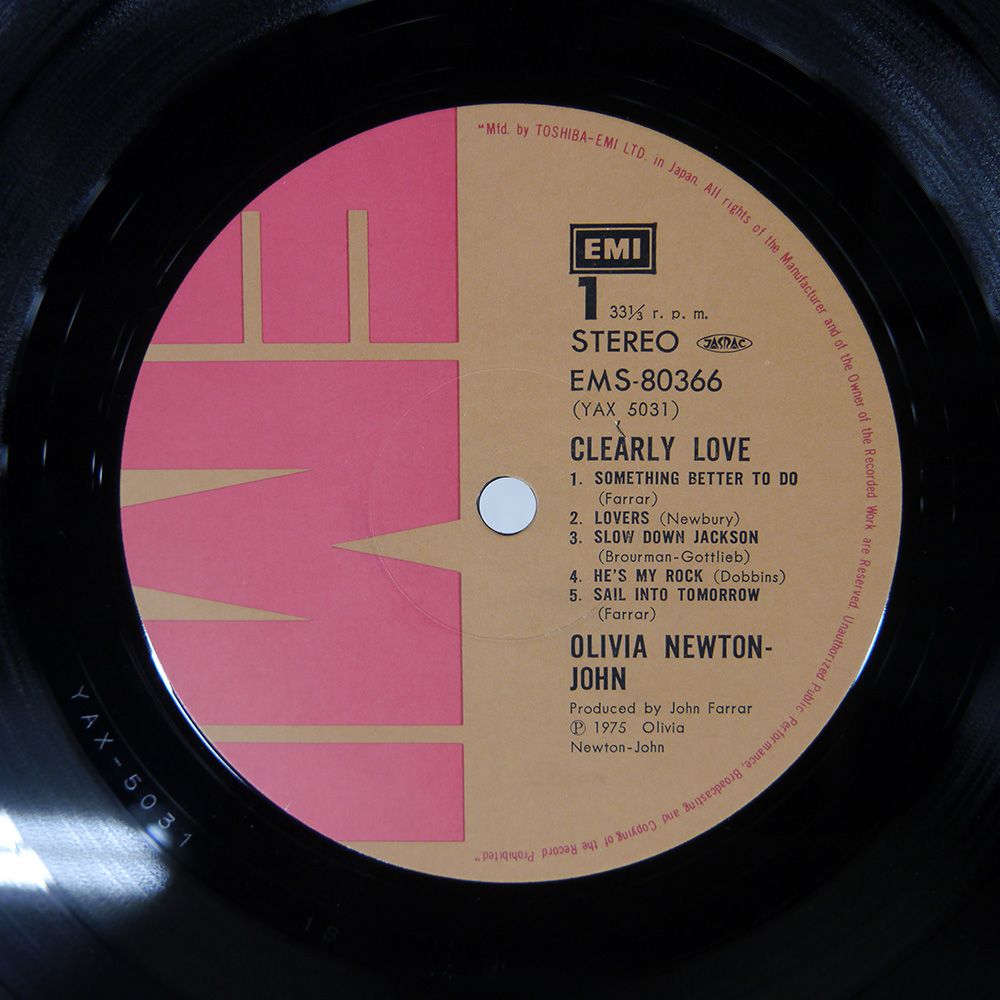 "Mfd. by TOSHIBA-EMI LTD. in Japan. All rights of the Manufacturer and of the Owner of the Recorded Work are Reserved. Unauthorized Public Performance, Broadcasting and Copying of the Record Prohibited"
EMI
EMI
1 33⅓ r. p. m.
STEREO JASRAC
EMS-80366
(YAX 5031)
CLEARLY LOVE
1. SOMETHING BETTER TO DO
(Farrar)
2. LOVERS (Newbury)
3. SLOW DOWN JACKSON
(Brourman-Gottlieb)
4. HE'S MY ROCK (Dobbins)
5. SAIL INTO TOMORROW
(Farrar)
OLIVIA NEWTON-
JOHN
Produced by John Farrar
℗ 1975 Olivia
Newton-John
YAX-5031